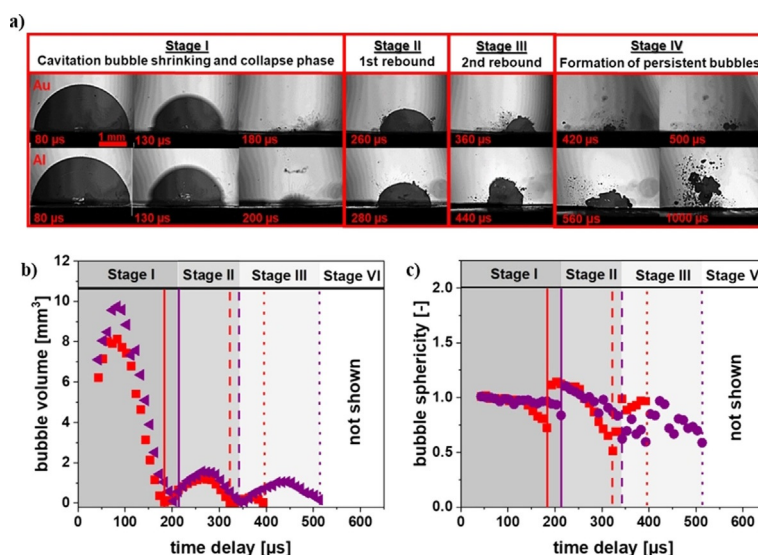 a)
Stage I
Cavitation bubble shrinking and collapse phase
Stage II
1st rebound
Stage III
2nd rebound
Stage IV
Formation of persistent bubbles
Au
80 µs
1 mm
130 µs
180 µs
260 µs
360 µs
420 µs
500 µs
Al
80 µs
130 µs
200 µs
280 µs
440 µs
560 µs
1000 µs
b)
Stage I
Stage II
Stage III
Stage VI
bubble volume [mm³]
12
10
8
6
4
2
0
not shown
0
100
200
300
400
500
600
time delay [µs]
c)
Stage I
Stage II
Stage III
Stage V
bubble sphericity [-]
2.0
1.5
1.0
0.5
0.0
not shown
0
100
200
300
400
500
600
time delay [µs]